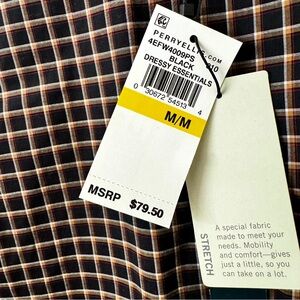 PERRYELLIS.COM
4EFW4009PS 010
BLACK
DRESSY ESSENTIALS
0 30672 54513 4
M/M
MSRP $79.50
STRETCH
A special fabric
made to meet your
needs. Mobility
and comfort—gives
just a little, so you
can take on a lot.